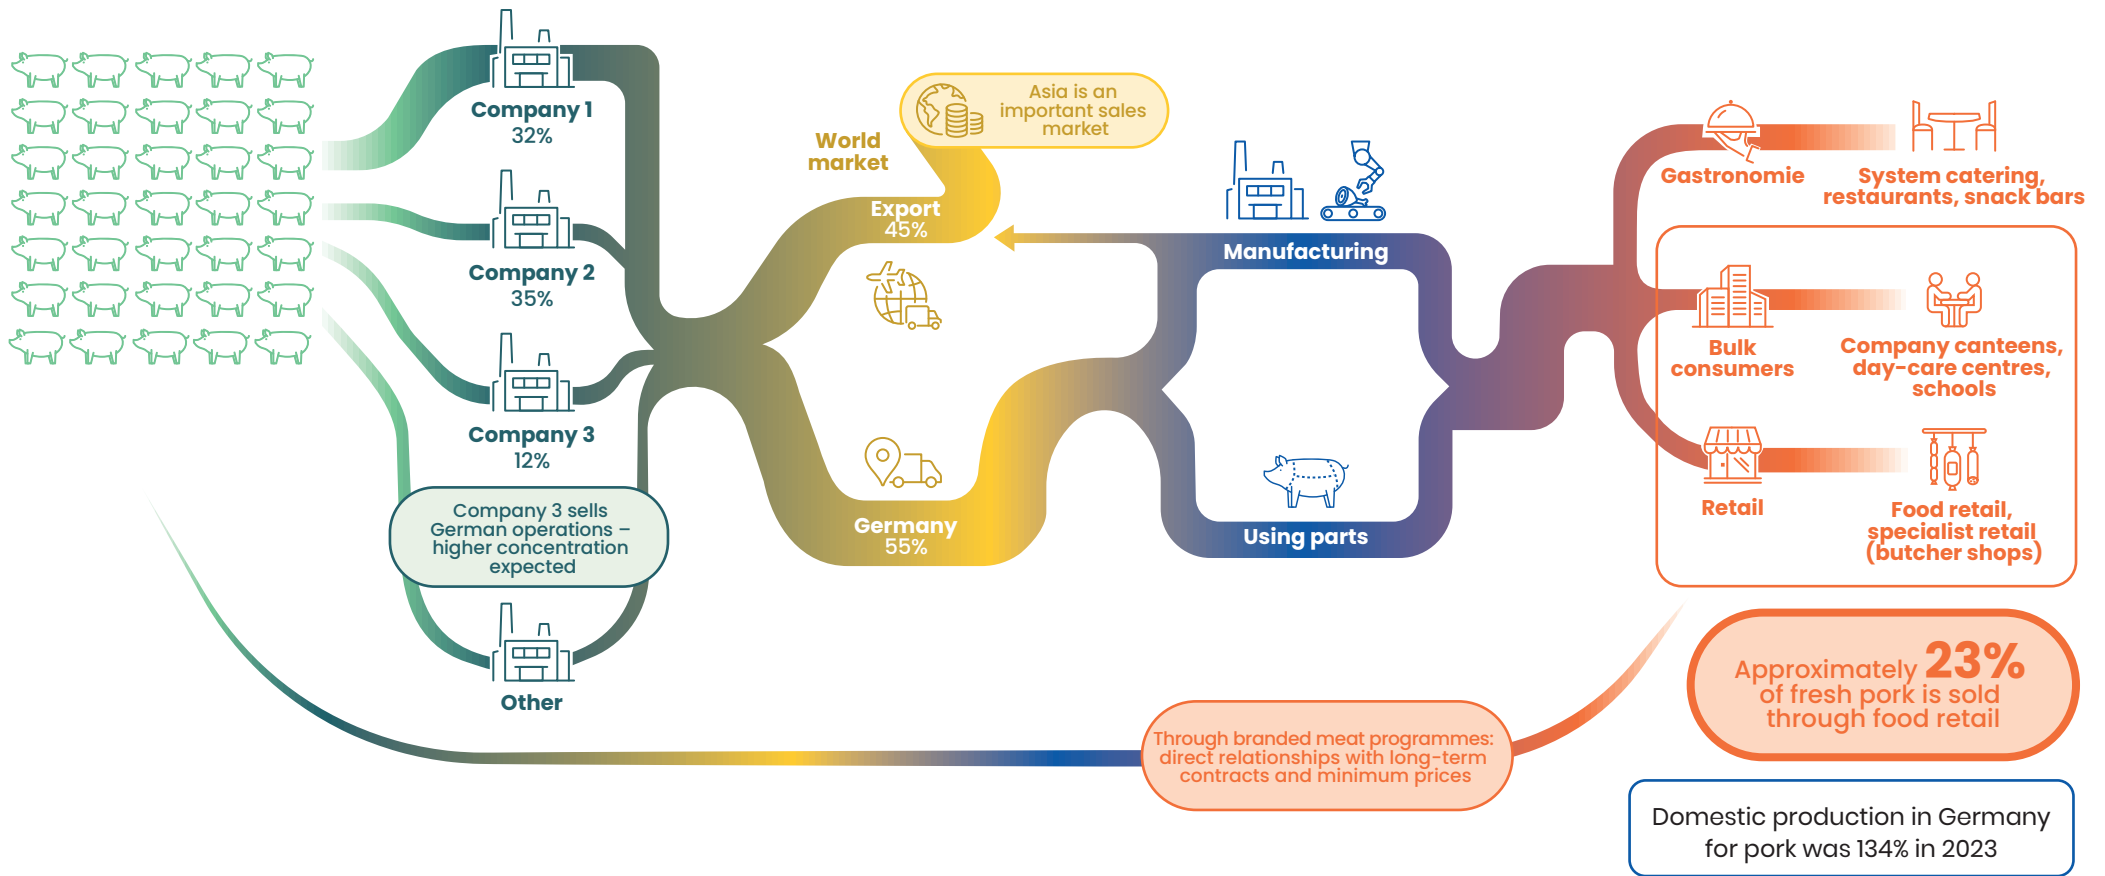 Company 1
32%
Company 2
35%
Company 3
12%
Company 3 sells
German operations –
higher concentration
expected
Other
World
market
Asia is an
important sales
market
Export
45%
Germany
55%
Manufacturing
Using parts
Gastronomie
System catering,
restaurants, snack bars
Bulk
consumers
Company canteens,
day-care centres,
schools
Retail
Food retail,
specialist retail
(butcher shops)
Through branded meat programmes:
direct relationships with long-term
contracts and minimum prices
Approximately 23%
of fresh pork is sold
through food retail
Domestic production in Germany
for pork was 134% in 2023